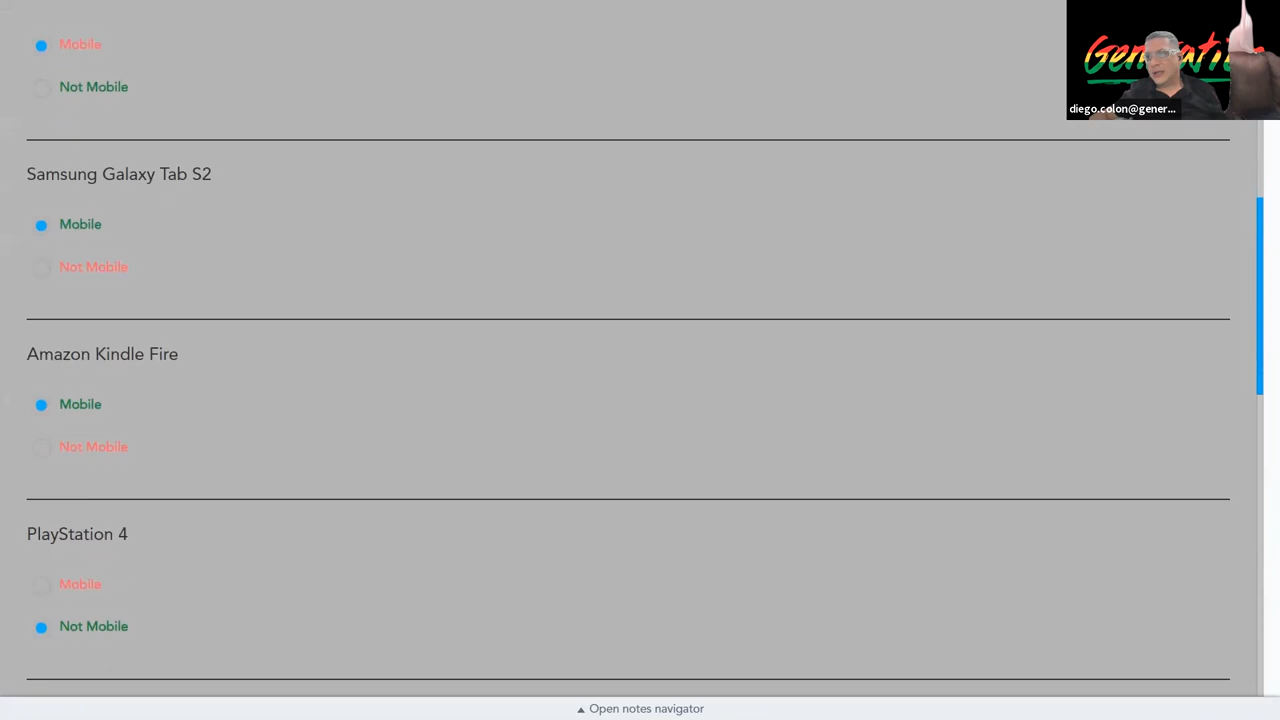 Mobile
Not Mobile
Samsung Galaxy Tab S2
Mobile
Not Mobile
Amazon Kindle Fire
Mobile
Not Mobile
PlayStation 4
Mobile
Not Mobile
Open notes navigator
diego.colon@gener...